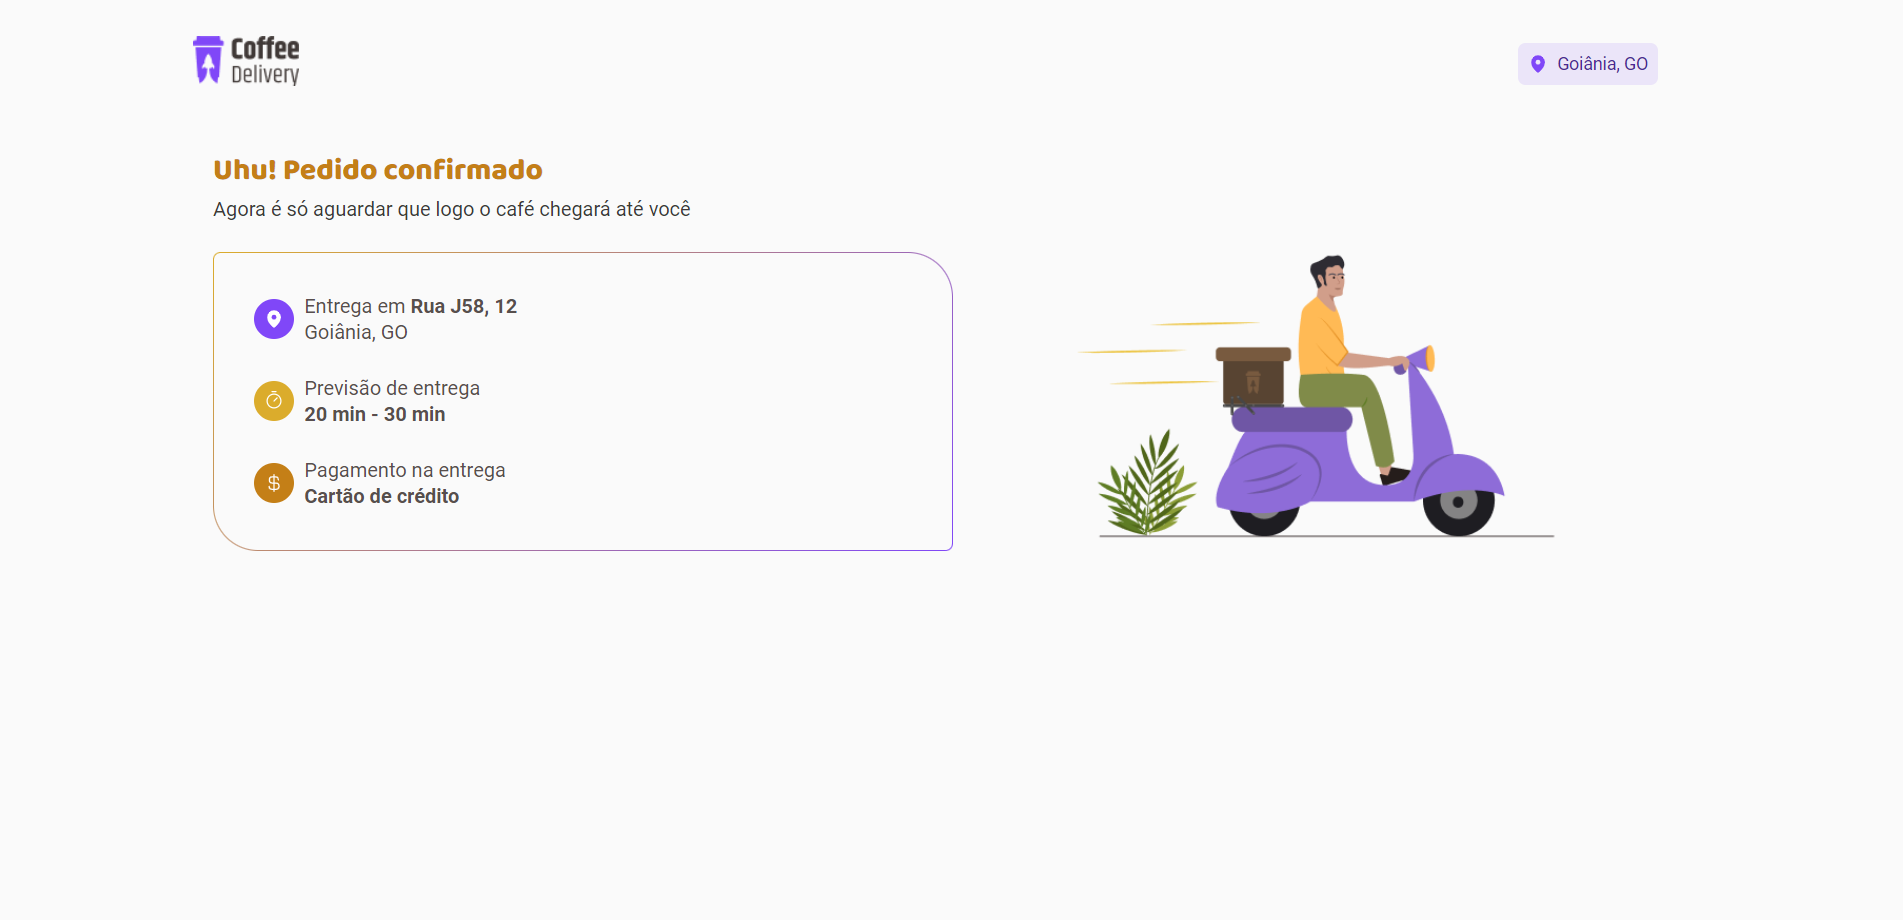 Coffee
Delivery
Goiânia, GO
Uhu! Pedido confirmado
Agora é só aguardar que logo o café chegará até você
Entrega em Rua J58, 12
Goiânia, GO
Previsão de entrega
20 min - 30 min
Pagamento na entrega
Cartão de crédito